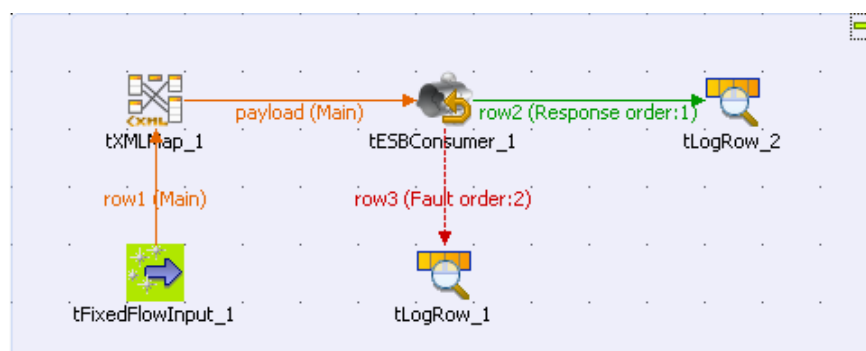 payload (Main)
row2 (Response order:1)
tXMLMap_1
tESBConsumer_1
tLogRow_2
row1 (Main)
row3 (Fault order:2)
tFixedFlowInput_1
tLogRow_1